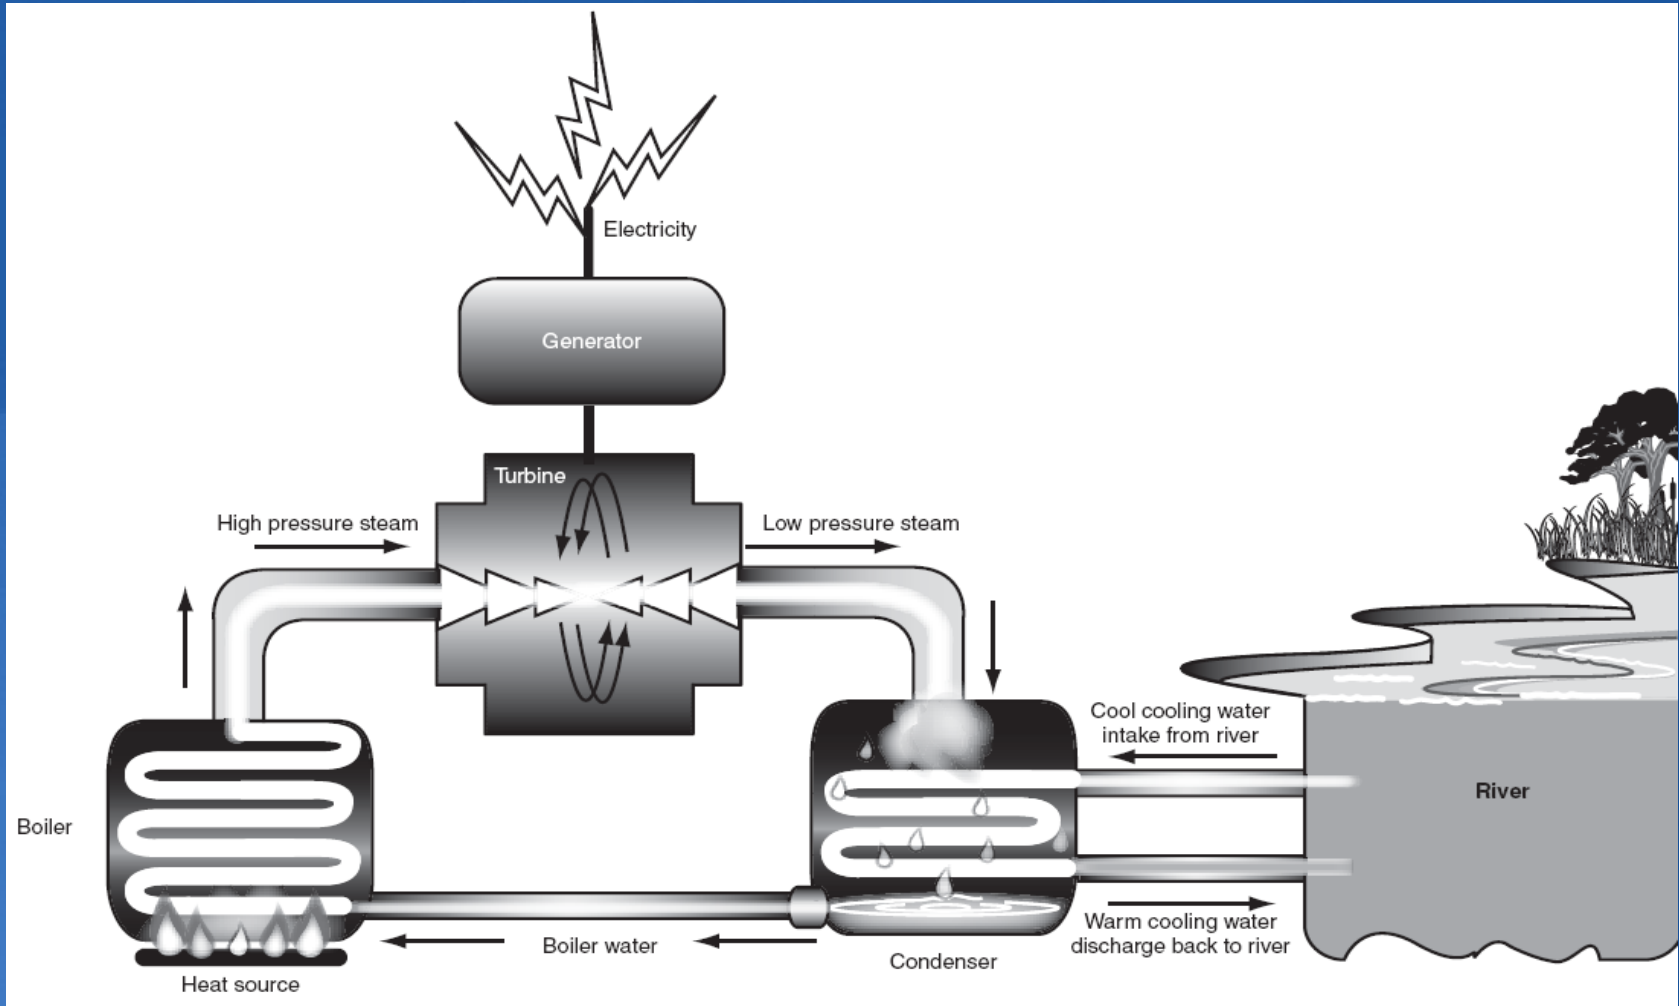 Electricity
Generator
Turbine
High pressure steam
Low pressure steam
Cool cooling water
intake from river
River
Boiler
Warm cooling water
discharge back to river
Boiler water
Condenser
Heat source